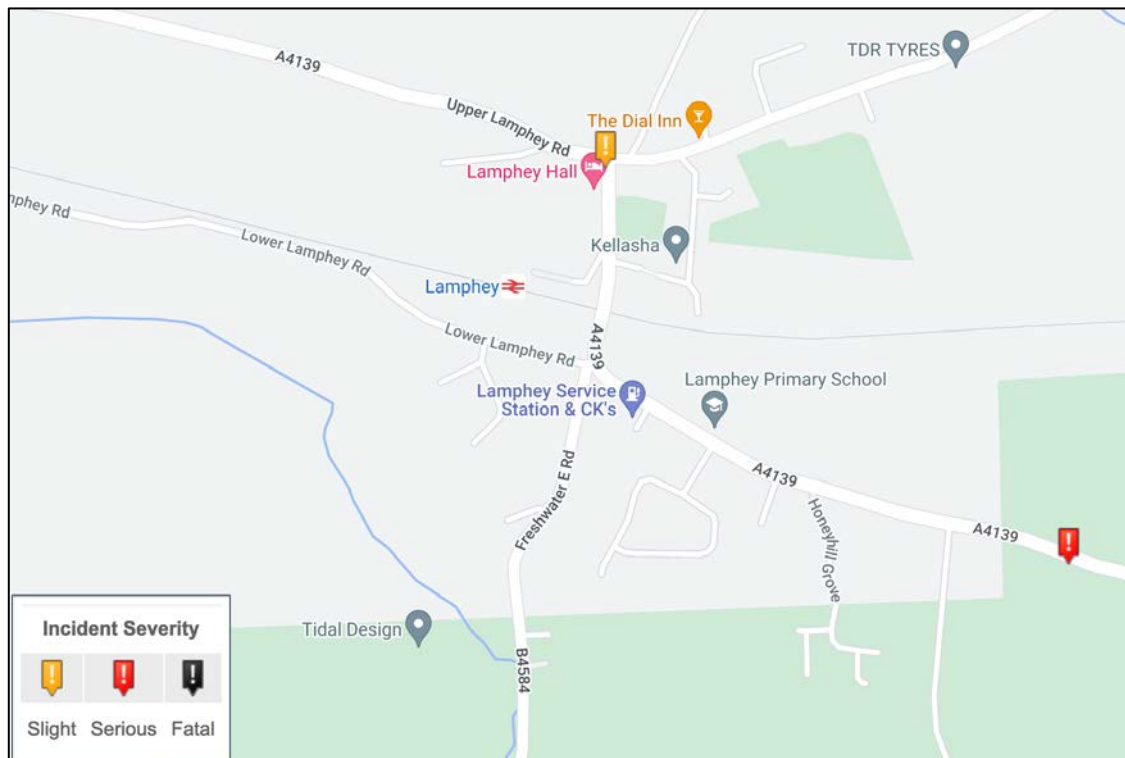 A4139
TDR TYRES
Upper Lamphey Rd
The Dial Inn
Lamphey Hall
phey Rd
Lower Lamphey Rd
Kellasha
Lamphey
A4139
Lower Lamphey Rd
Lamphey Primary School
Lamphey Service
Station & CK's
A4139
Freshwater E Rd
Honeyhill Grove
A4139
Tidal Design
B4584
Incident Severity
Slight Serious Fatal